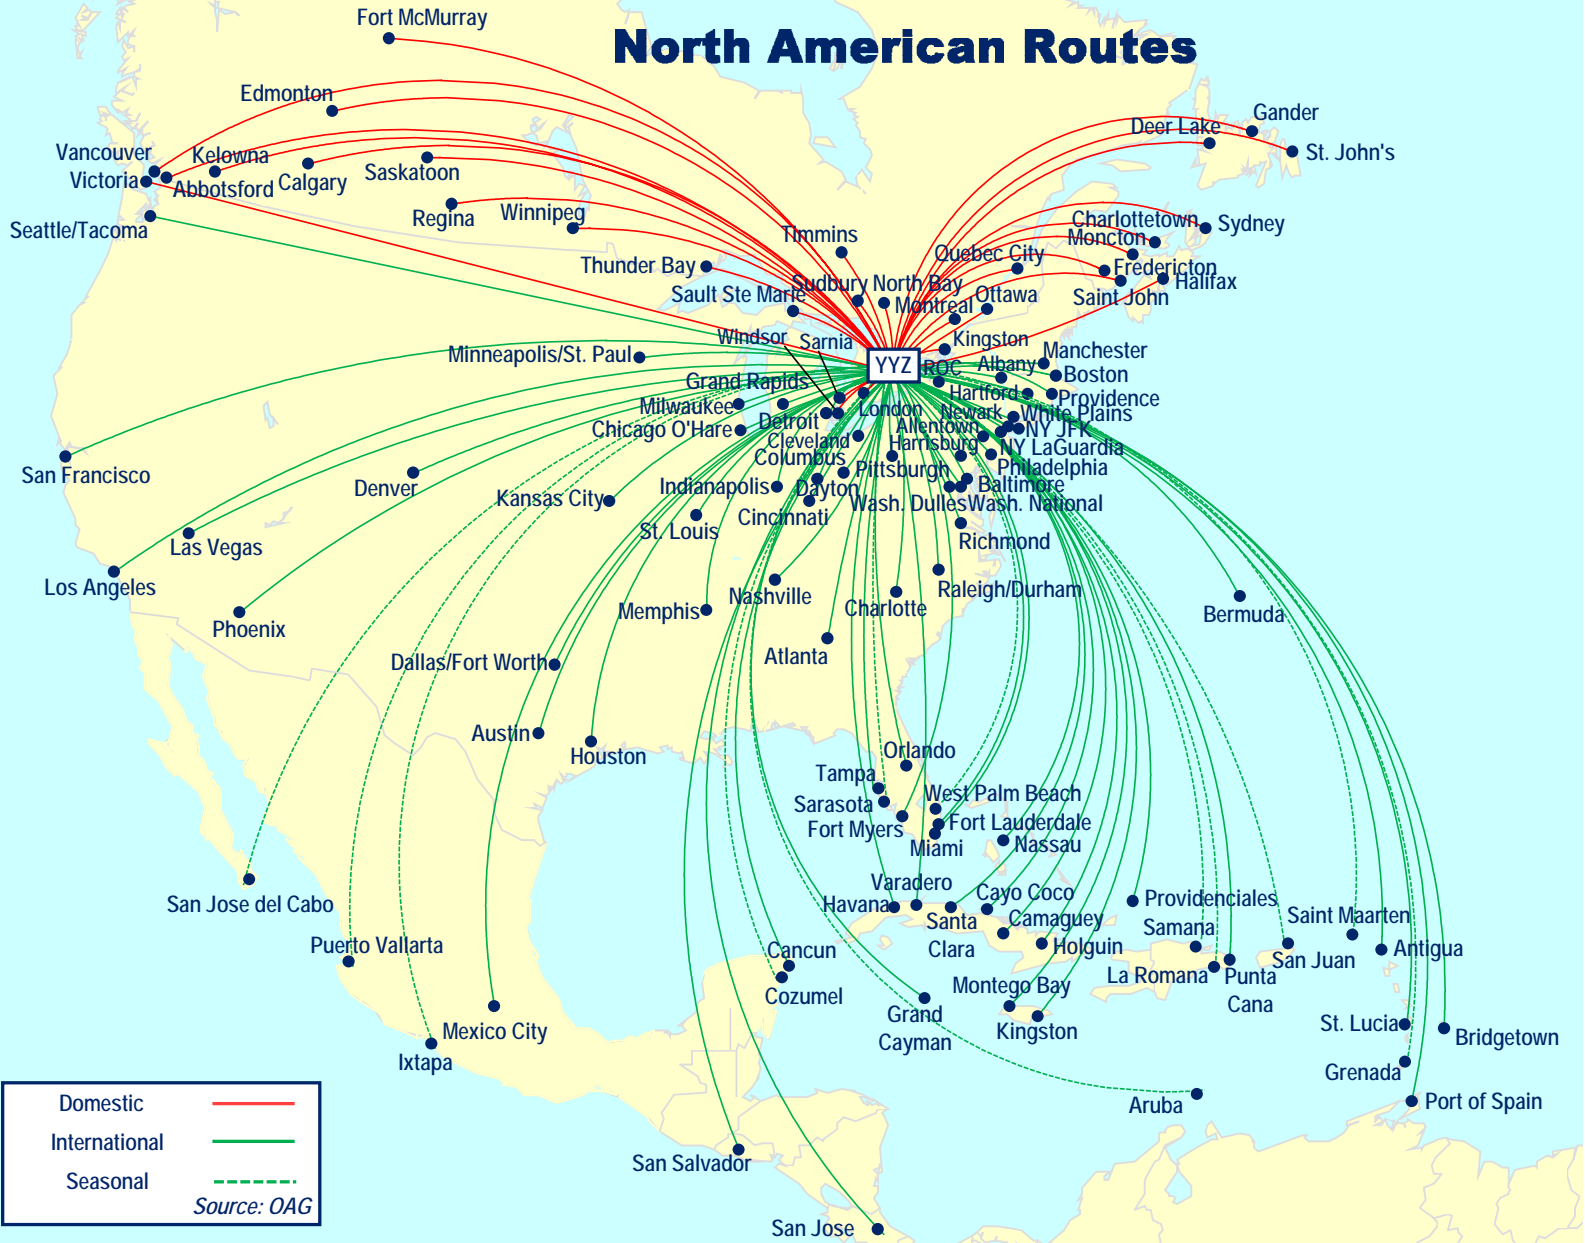 North American Routes
Fort McMurray
Edmonton
Gander
Deer Lake
St. John's
Vancouver
Kelowna
Victoria
Abbotsford
Calgary
Saskatoon
Regina
Winnipeg
Seattle/Tacoma
Timmins
Charlottetown
Sydney
Moncton
Quebec City
Thunder Bay
Fredericton
Halifax
Sudbury
North Bay
Sault Ste Marie
Montreal
Ottawa
Saint John
Windsor
Sarnia
Kingston
Minneapolis/St. Paul
YYZ
ROC
Albany
Manchester
Boston
Grand Rapids
Hartford
Providence
Milwaukee
Detroit
London
Newark
White Plains
Chicago O'Hare
Cleveland
Allentown
NY JFK
Columbus
Harrisburg
NY LaGuardia
Pittsburgh
Philadelphia
San Francisco
Denver
Kansas City
Indianapolis
Dayton
Baltimore
Cincinnati
Wash. Dulles
Wash. National
St. Louis
Richmond
Las Vegas
Los Angeles
Nashville
Raleigh/Durham
Memphis
Charlotte
Bermuda
Phoenix
Atlanta
Dallas/Fort Worth
Austin
Houston
Orlando
Tampa
Sarasota
West Palm Beach
Fort Myers
Fort Lauderdale
Miami
Nassau
San Jose del Cabo
Varadero
Havana
Cayo Coco
Santa
Clara
Camaguey
Holguin
Providenciales
Samana
Saint Maarten
Antigua
Puerto Vallarta
Cancun
Cozumel
La Romana
Punta
Cana
San Juan
Montego Bay
Kingston
Grand
Cayman
Mexico City
Ixtapa
St. Lucia
Bridgetown
Grenada
Aruba
Port of Spain
San Salvador
San Jose
Domestic
International
Seasonal
Source: OAG